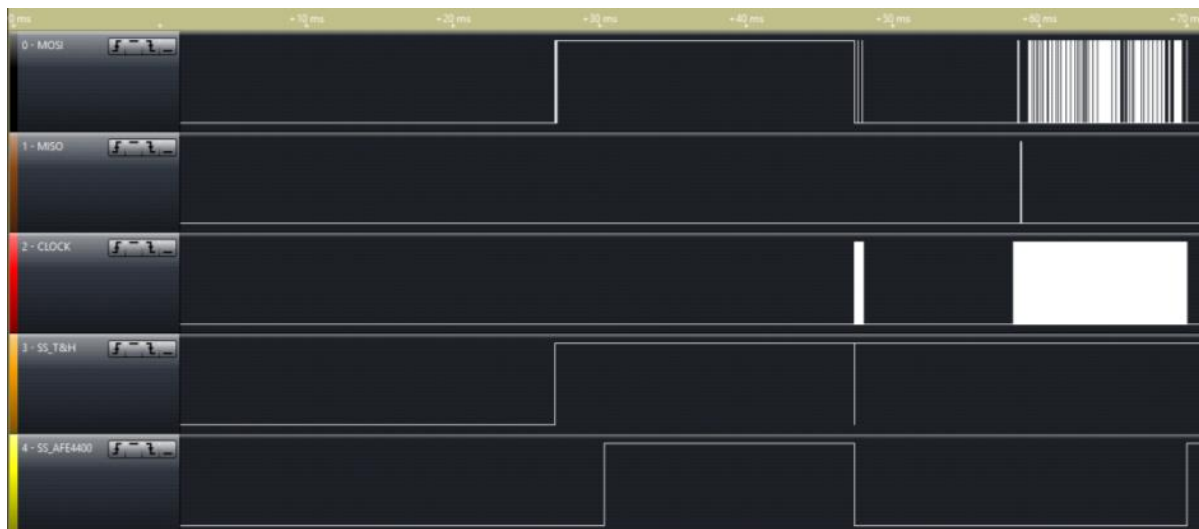 0 ms +10 ms +20 ms +30 ms +40 ms +50 ms +60 ms +70 m
0 - MOSI
1 - MISO
2 - CLOCK
3 - SS_T&H
4 - SS_AFE4400